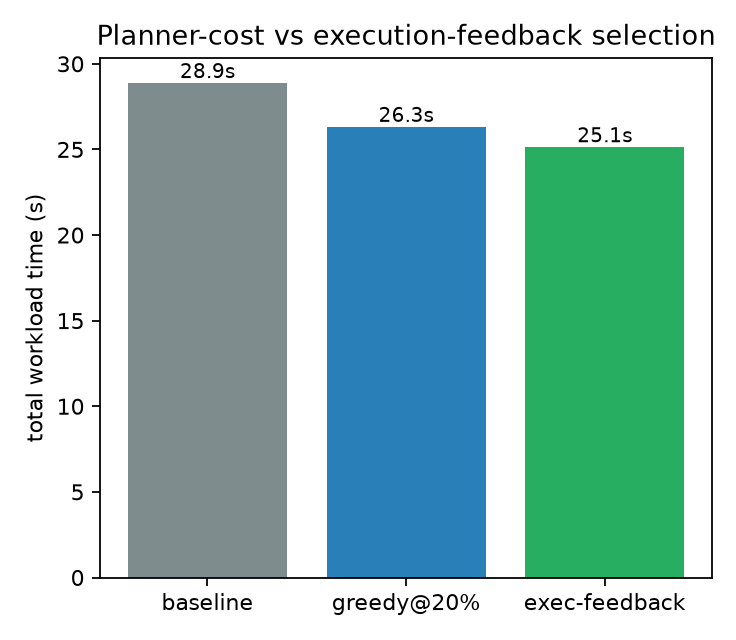 Planner-cost vs execution-feedback selection
28.9s
26.3s
25.1s
30
25
20
15
10
5
0
total workload time (s)
baseline
greedy@20%
exec-feedback